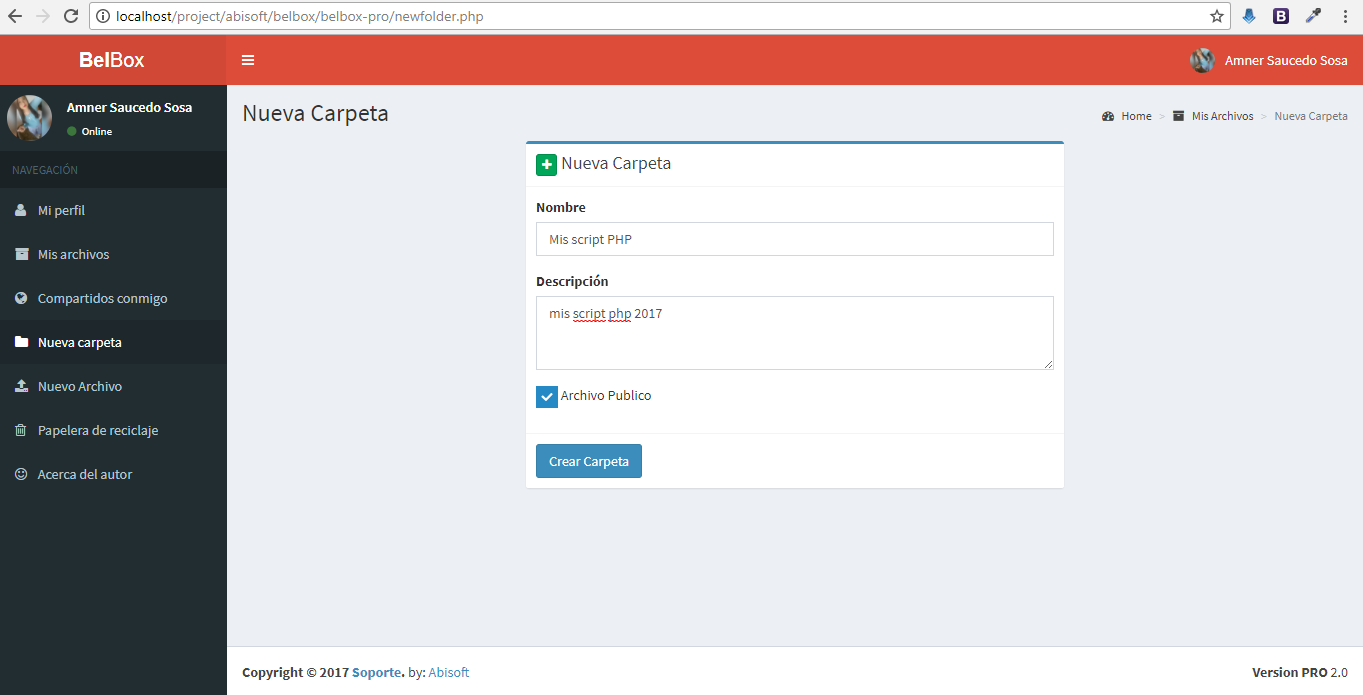 localhost/project/abisoft/belbox/belbox-pro/newfolder.php
BelBox
Amner Saucedo Sosa
Amner Saucedo Sosa
Online
NAVEGACIÓN
Mi perfil
Mis archivos
Compartidos conmigo
Nueva carpeta
Nuevo Archivo
Papelera de reciclaje
Acerca del autor
Nueva Carpeta
Home > Mis Archivos > Nueva Carpeta
Nueva Carpeta
Nombre
Mis script PHP
Descripción
mis script php 2017
Archivo Publico
Crear Carpeta
Copyright © 2017 Soporte. by: Abisoft
Version PRO 2.0